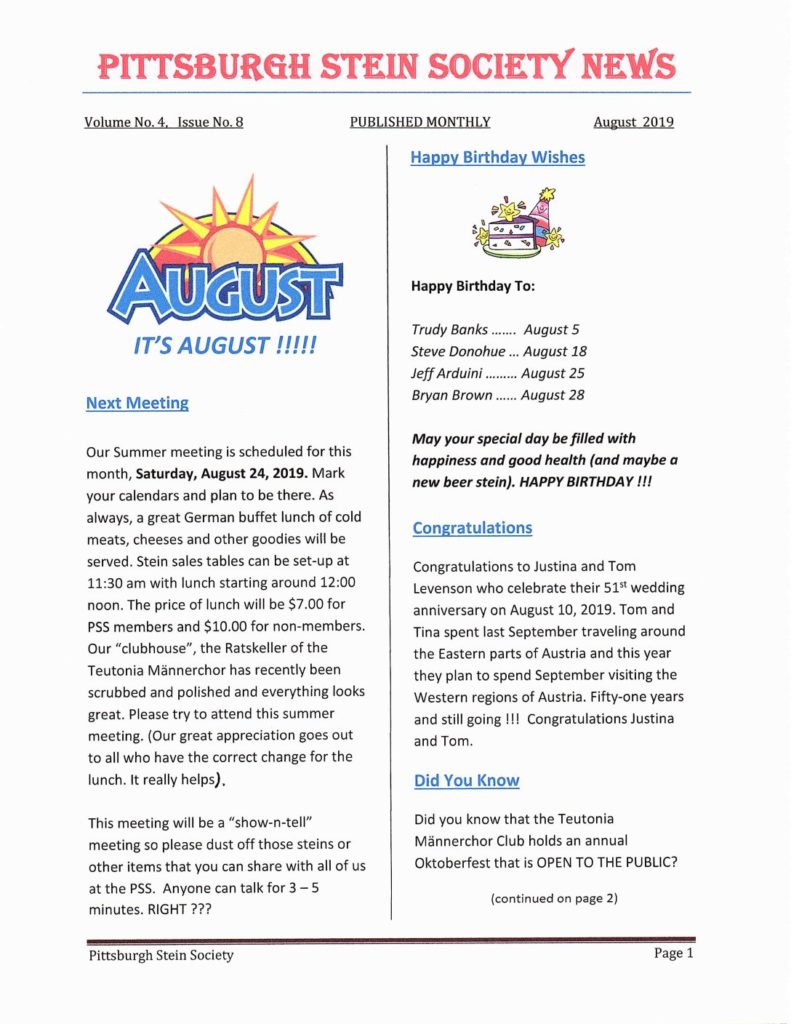 PITTSBURGH STEIN SOCIETY NEWS
Volume No. 4, Issue No. 8 PUBLISHED MONTHLY August 2019
AUGUST
IT'S AUGUST !!!!!
Next Meeting
Our Summer meeting is scheduled for this
month, Saturday, August 24, 2019. Mark
your calendars and plan to be there. As
always, a great German buffet lunch of cold
meats, cheeses and other goodies will be
served. Stein sales tables can be set-up at
11:30 am with lunch starting around 12:00
noon. The price of lunch will be $7.00 for
PSS members and $10.00 for non-members.
Our "clubhouse", the Ratskeller of the
Teutonia Männerchor has recently been
scrubbed and polished and everything looks
great. Please try to attend this summer
meeting. (Our great appreciation goes out
to all who have the correct change for the
lunch. It really helps).
This meeting will be a "show-n-tell"
meeting so please dust off those steins or
other items that you can share with all of us
at the PSS. Anyone can talk for 3 – 5
minutes. RIGHT ???
Happy Birthday Wishes
Happy Birthday To:
Trudy Banks ....... August 5
Steve Donohue ... August 18
Jeff Arduini ......... August 25
Bryan Brown ...... August 28
May your special day be filled with
happiness and good health (and maybe a
new beer stein). HAPPY BIRTHDAY !!!
Congratulations
Congratulations to Justina and Tom
Levenson who celebrate their 51st wedding
anniversary on August 10, 2019. Tom and
Tina spent last September traveling around
the Eastern parts of Austria and this year
they plan to spend September visiting the
Western regions of Austria. Fifty-one years
and still going !!! Congratulations Justina
and Tom.
Did You Know
Did you know that the Teutonia
Männerchor Club holds an annual
Oktoberfest that is OPEN TO THE PUBLIC?
(continued on page 2)
Pittsburgh Stein Society Page 1